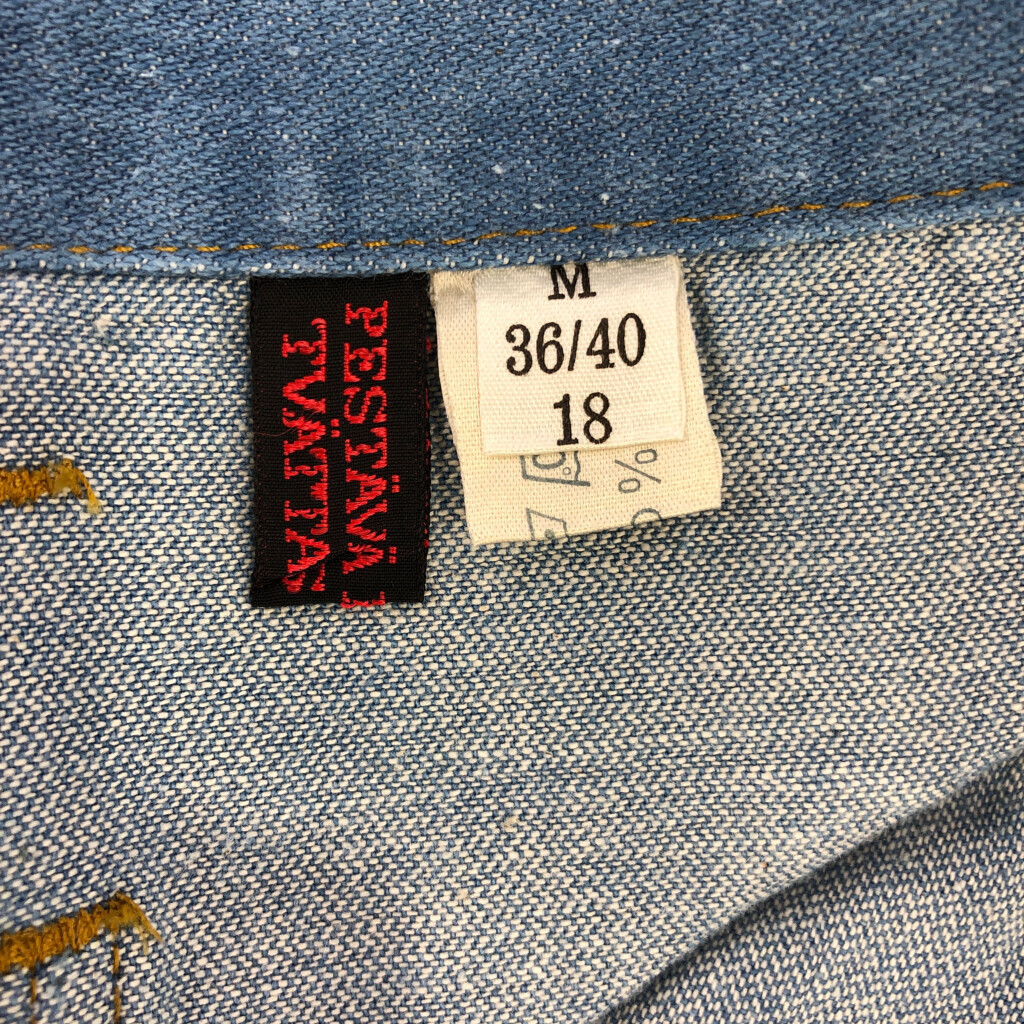 PESTÄVÄ
TVÄTTAS
M
36/40
18
%